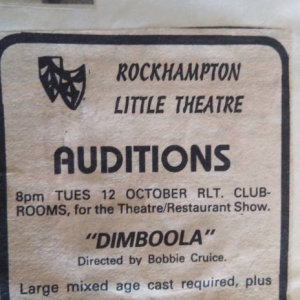 ROCKHAMPTON
LITTLE THEATRE
AUDITIONS
8pm TUES 12 OCTOBER RLT. CLUB-
ROOMS, for the Theatre/Restaurant Show.
"DIMBOOLA"
Directed by Bobbie Cruice.
Large mixed age cast required, plus